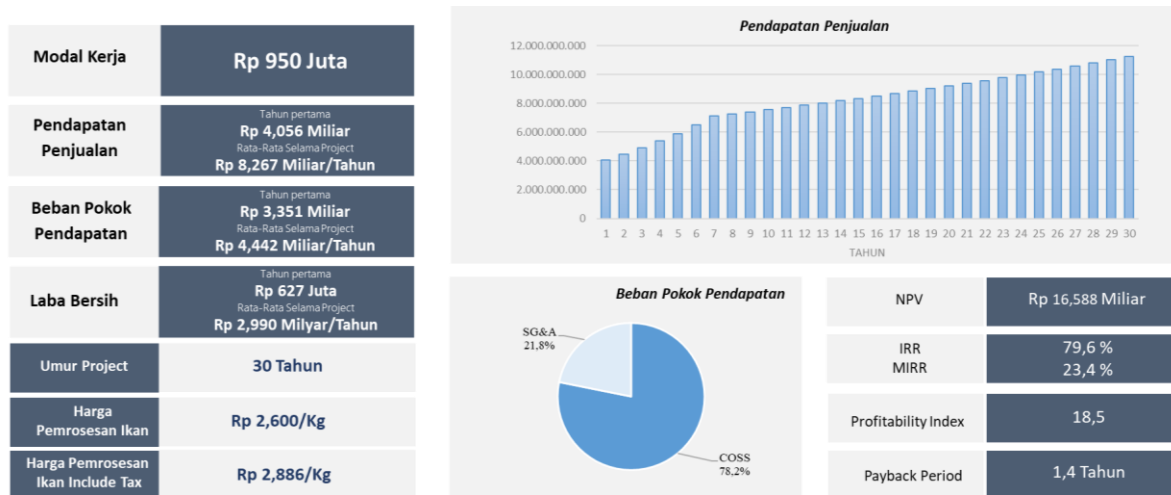 Modal Kerja
Rp 950 Juta
Pendapatan
Penjualan
Tahun pertama
Rp 4,056 Miliar
Rata-Rata Selama Project
Rp 8,267 Miliar/Tahun
Beban Pokok
Pendapatan
Tahun pertama
Rp 3,351 Miliar
Rata-Rata Selama Project
Rp 4,442 Miliar/Tahun
Laba Bersih
Tahun pertama
Rp 627 Juta
Rata-Rata Selama Project
Rp 2,990 Milyar/Tahun
Umur Project
30 Tahun
Harga
Pemrosesan Ikan
Rp 2,600/Kg
Harga Pemrosesan
Ikan Include Tax
Rp 2,886/Kg
Pendapatan Penjualan
12.000.000.000
10.000.000.000
8.000.000.000
6.000.000.000
4.000.000.000
2.000.000.000
0
1 2 3 4 5 6 7 8 9 10 11 12 13 14 15 16 17 18 19 20 21 22 23 24 25 26 27 28 29 30
TAHUN
Beban Pokok Pendapatan
SG&A
21,8%
COSS
78,2%
NPV
Rp 16,588 Miliar
IRR
MIRR
79,6 %
23,4 %
Profitability Index
18,5
Payback Period
1,4 Tahun